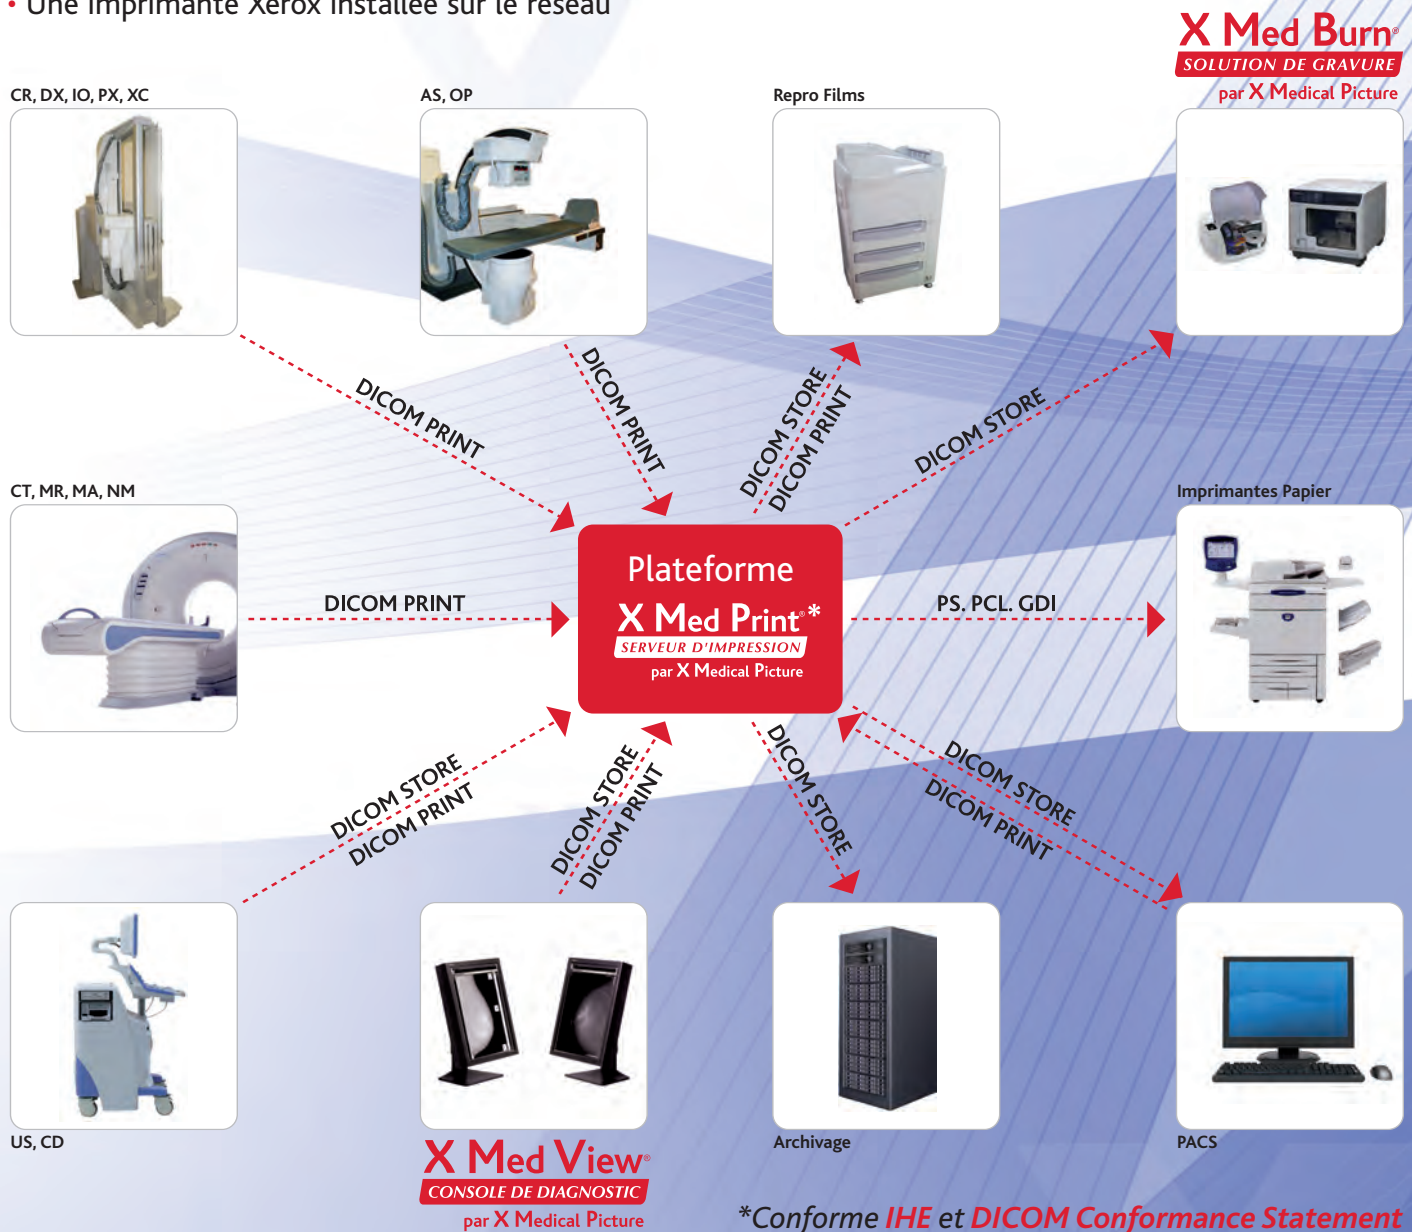 • Une imprimante Xerox installée sur le réseau
X Med Burn®
SOLUTION DE GRAVURE
par X Medical Picture
CR, DX, IO, PX, XC
AS, OP
Repro Films
DICOM PRINT
DICOM PRINT
DICOM STORE
DICOM PRINT
DICOM STORE
CT, MR, MA, NM
Imprimantes Papier
DICOM PRINT
Plateforme
X Med Print®*
SERVEUR D'IMPRESSION
par X Medical Picture
PS. PCL. GDI
DICOM STORE
DICOM PRINT
DICOM STORE
DICOM PRINT
DICOM STORE
DICOM STORE
DICOM PRINT
US, CD
Archivage
PACS
X Med View®
CONSOLE DE DIAGNOSTIC
par X Medical Picture
*Conforme IHE et DICOM Conformance Statement